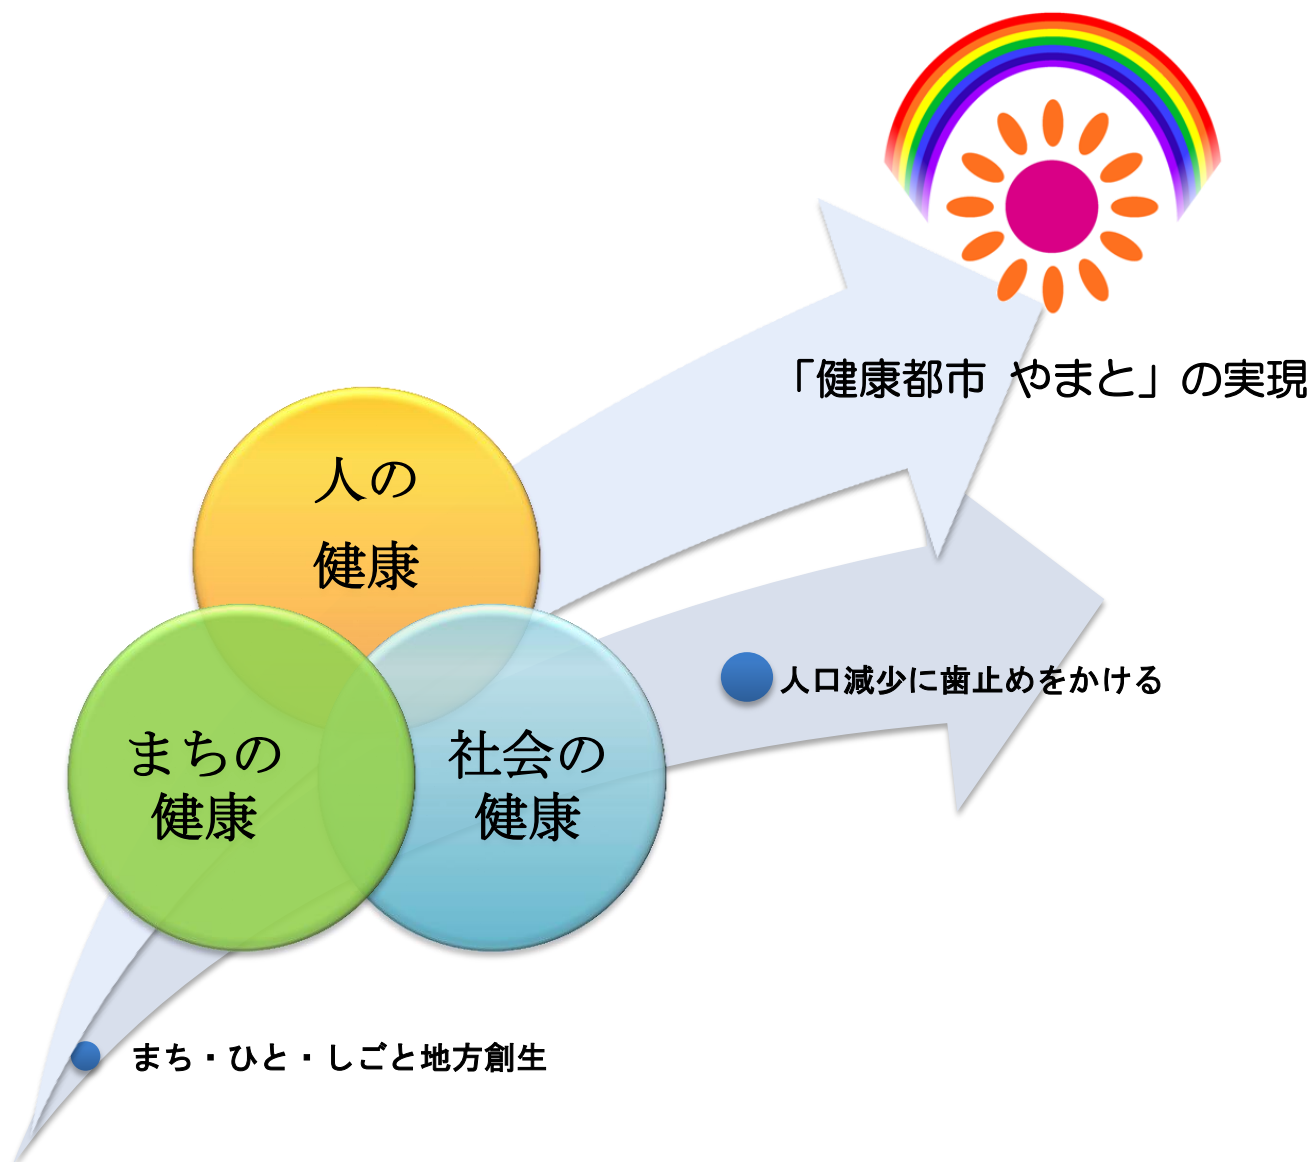 「健康都市 やまと」の実現
人の
健康
人口減少に歯止めをかける
まちの
健康
社会の
健康
まち・ひと・しごと地方創生